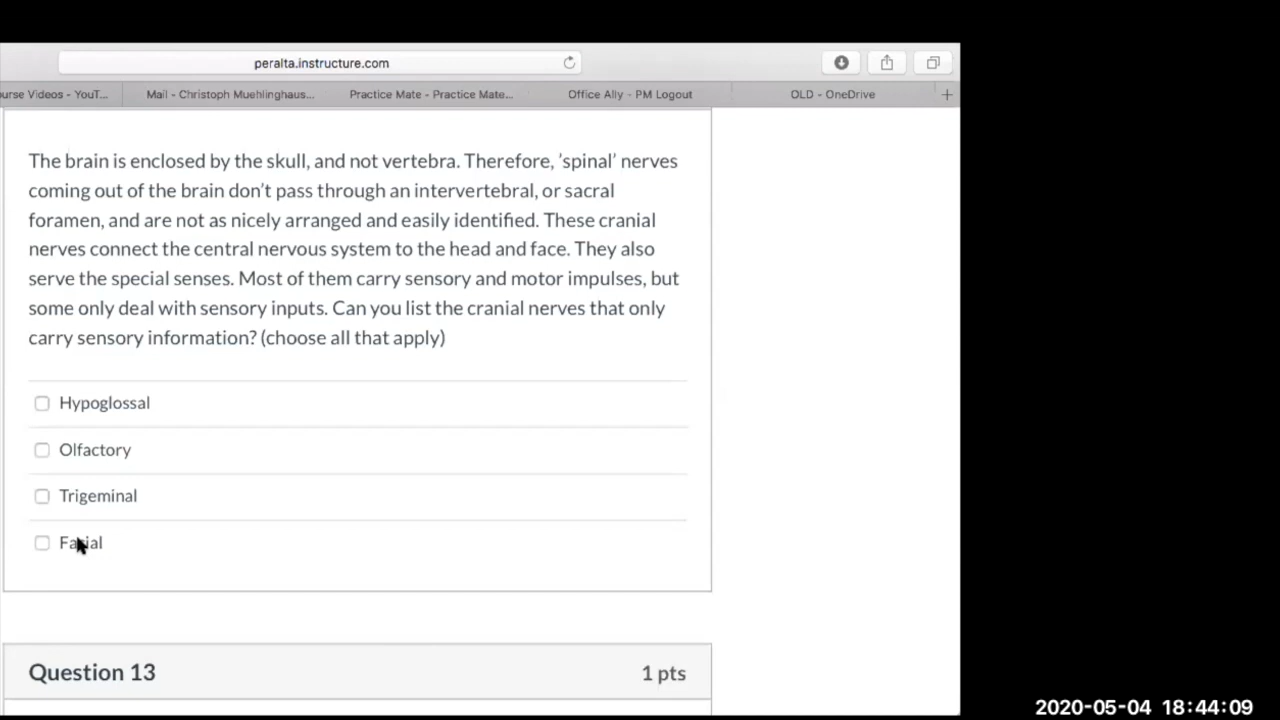 peralta.instructure.com
urse Videos - YouT...
Mail - Christoph Muehlinghaus...
Practice Mate - Practice Mate...
Office Ally - PM Logout
OLD - OneDrive
The brain is enclosed by the skull, and not vertebra. Therefore, 'spinal' nerves
coming out of the brain don't pass through an intervertebral, or sacral
foramen, and are not as nicely arranged and easily identified. These cranial
nerves connect the central nervous system to the head and face. They also
serve the special senses. Most of them carry sensory and motor impulses, but
some only deal with sensory inputs. Can you list the cranial nerves that only
carry sensory information? (choose all that apply)
Hypoglossal
Olfactory
Trigeminal
Facial
Question 13
1 pts
2020-05-04 18:44:09